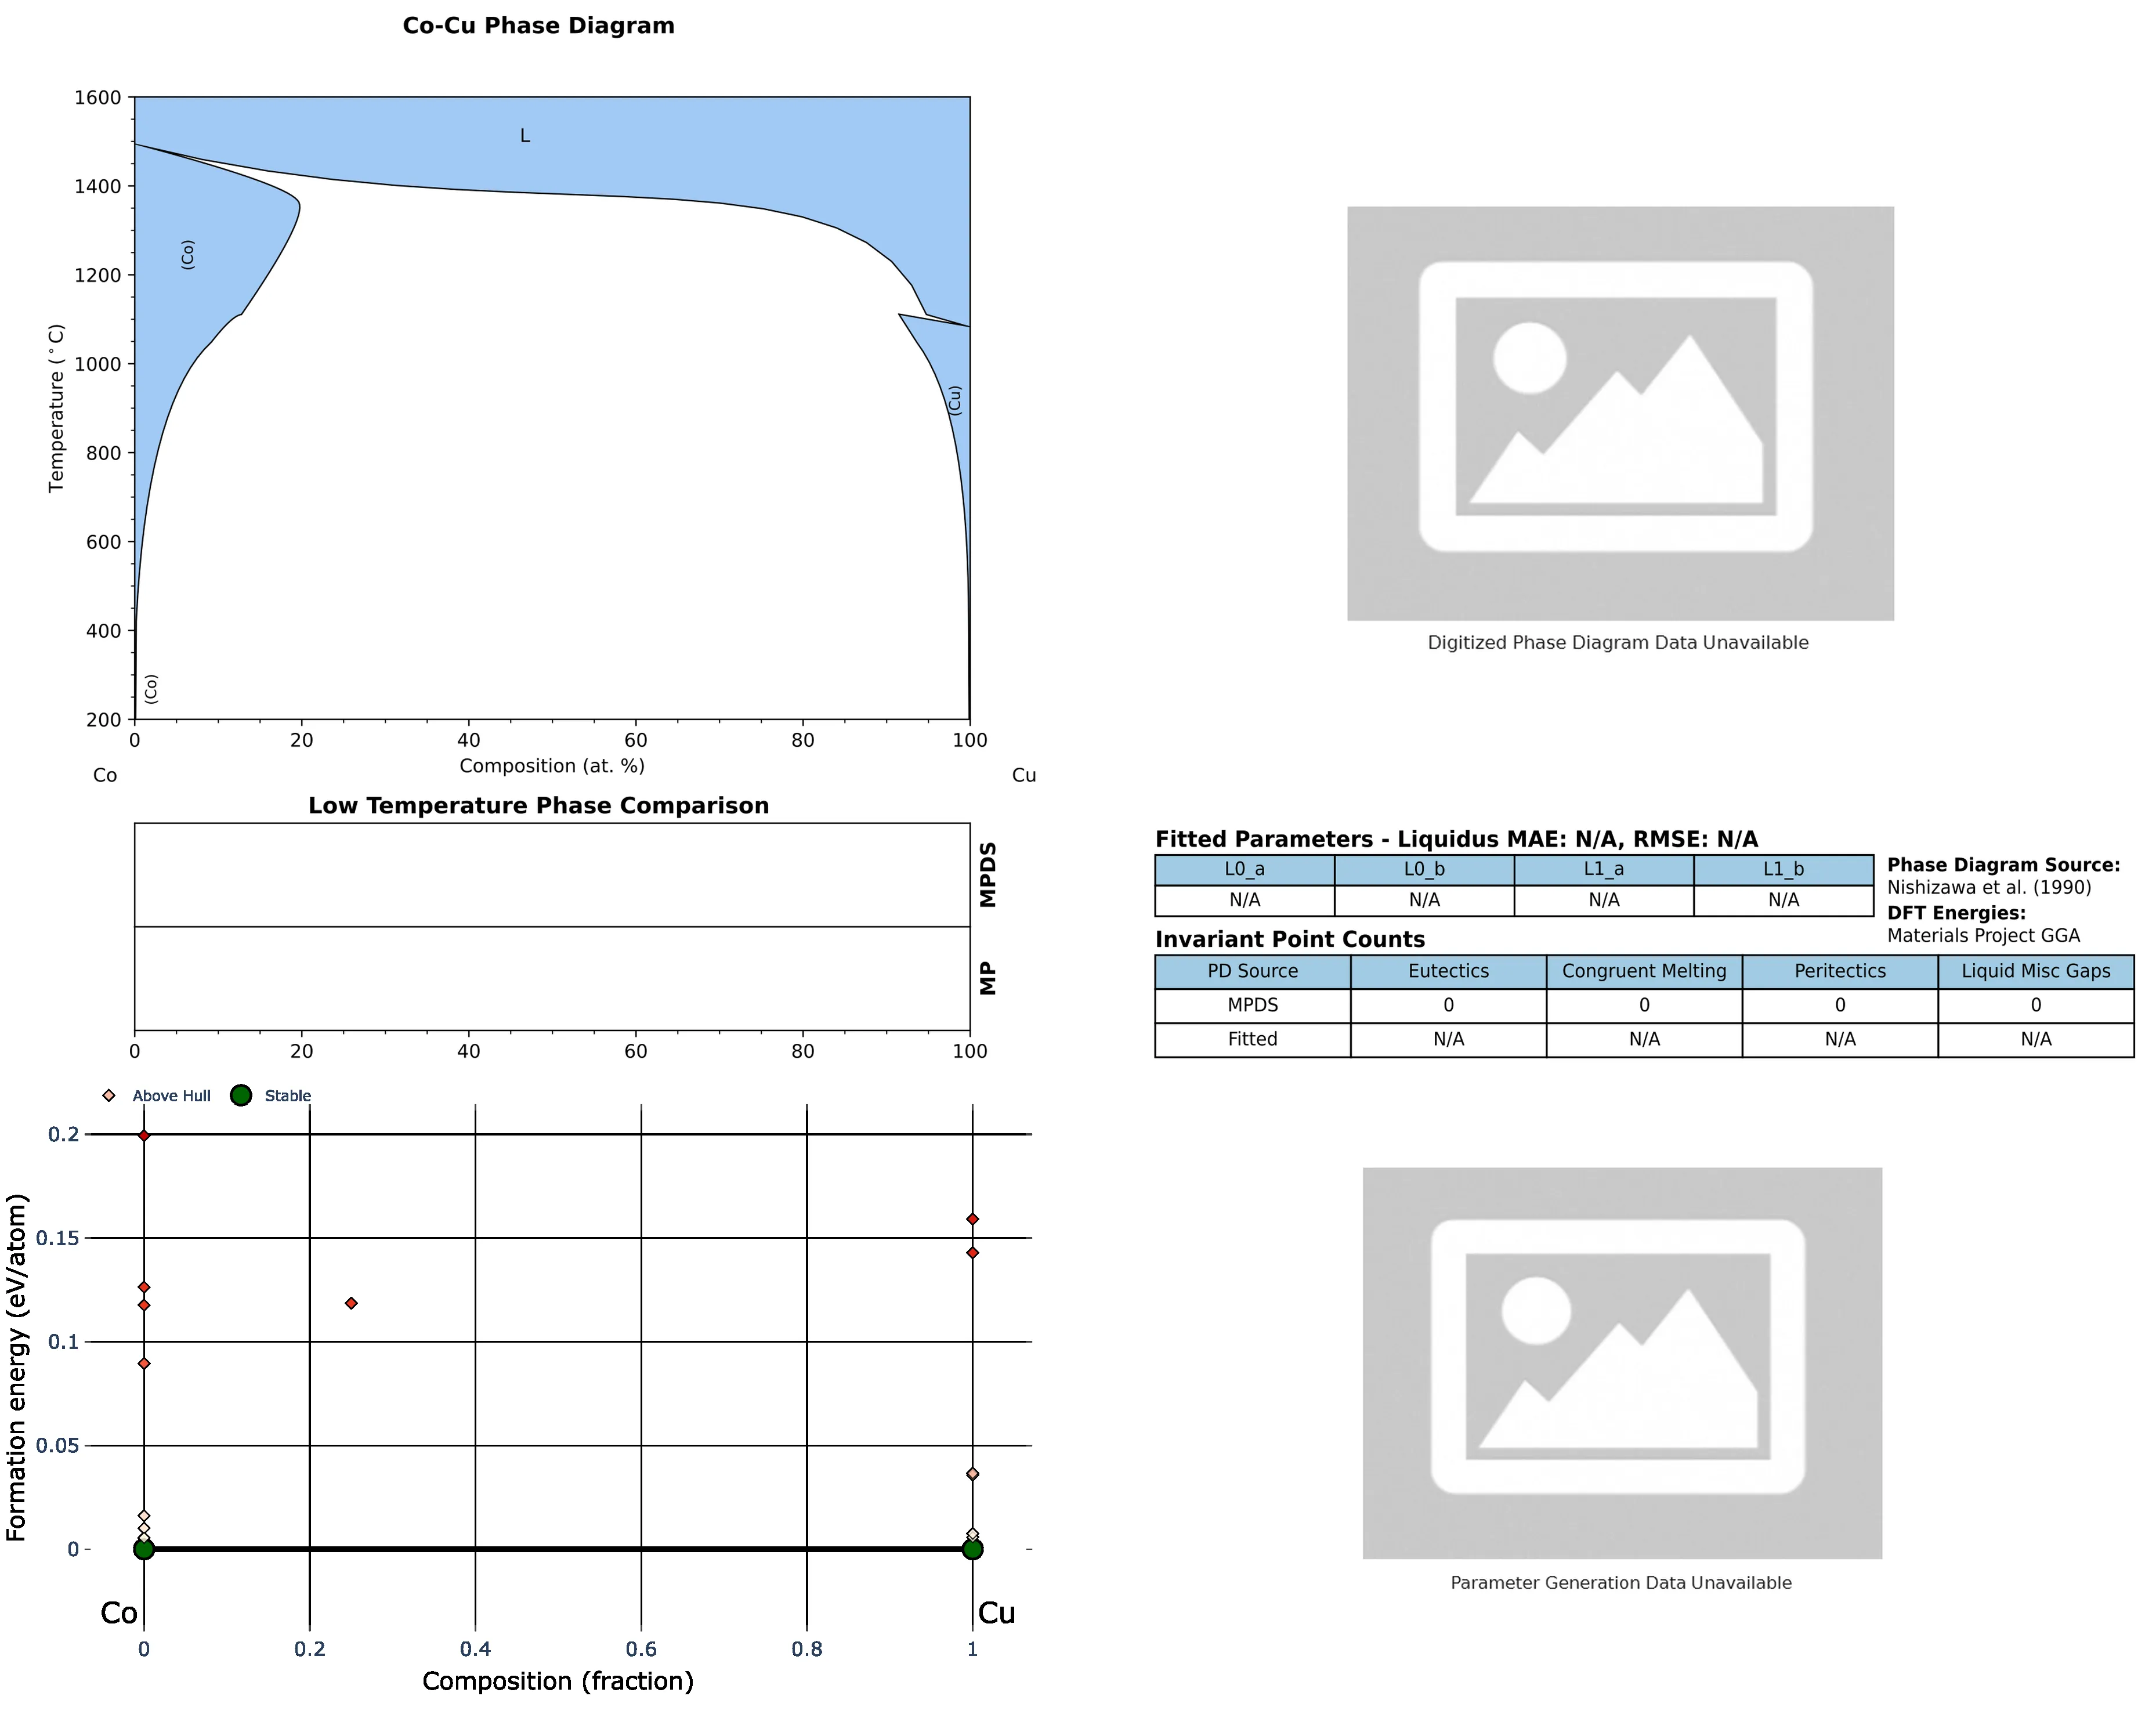 Co-Cu Phase Diagram
1600
1400
1200
1000
800
600
400
200
Temperature (°C)
L
(Co)
(Cu)
(Co)
0 20 40 60 80 100
Composition (at. %)
Co Cu
Digitized Phase Diagram Data Unavailable
Low Temperature Phase Comparison
MPDS
MP
0 20 40 60 80 100
Fitted Parameters - Liquidus MAE: N/A, RMSE: N/A
L0_a L0_b L1_a L1_b
N/A N/A N/A N/A
Phase Diagram Source:
Nishizawa et al. (1990)
DFT Energies:
Materials Project GGA
Invariant Point Counts
PD Source Eutectics Congruent Melting Peritectics Liquid Misc Gaps
MPDS 0 0 0 0
Fitted N/A N/A N/A N/A
Above Hull Stable
0.2
0.15
0.1
0.05
0
Formation energy (eV/atom)
Co Cu
0 0.2 0.4 0.6 0.8 1
Composition (fraction)
Parameter Generation Data Unavailable